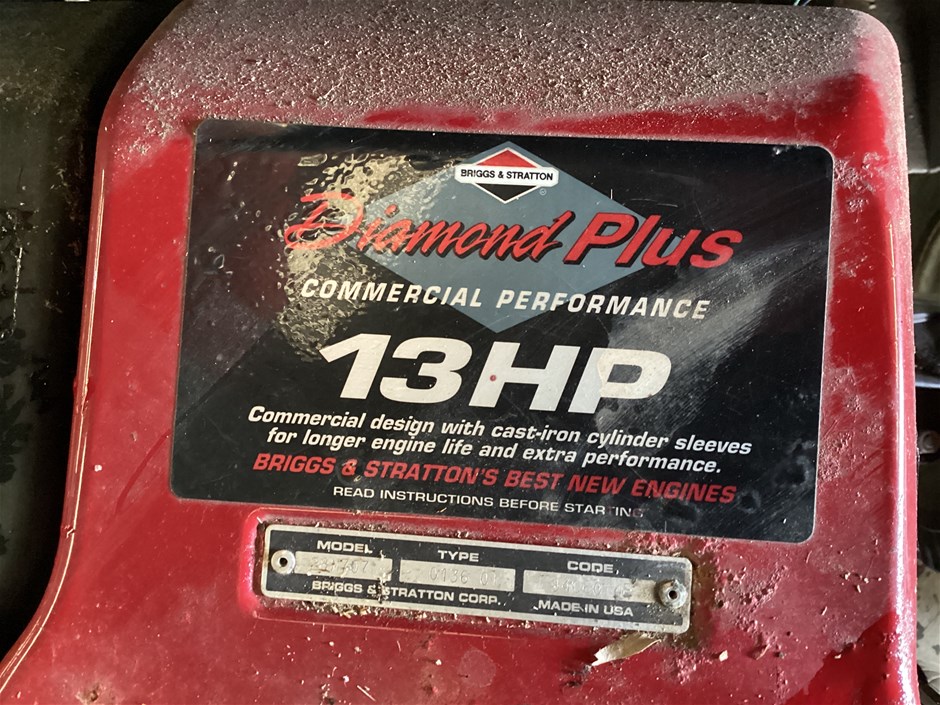 BRIGGS & STRATTON
Diamond Plus
COMMERCIAL PERFORMANCE
13HP
Commercial design with cast-iron cylinder sleeves
for longer engine life and extra performance.
BRIGGS & STRATTON'S BEST NEW ENGINES
READ INSTRUCTIONS BEFORE STARTING
MODEL TYPE CODE
0136 01
BRIGGS & STRATTON CORP. MADE IN USA